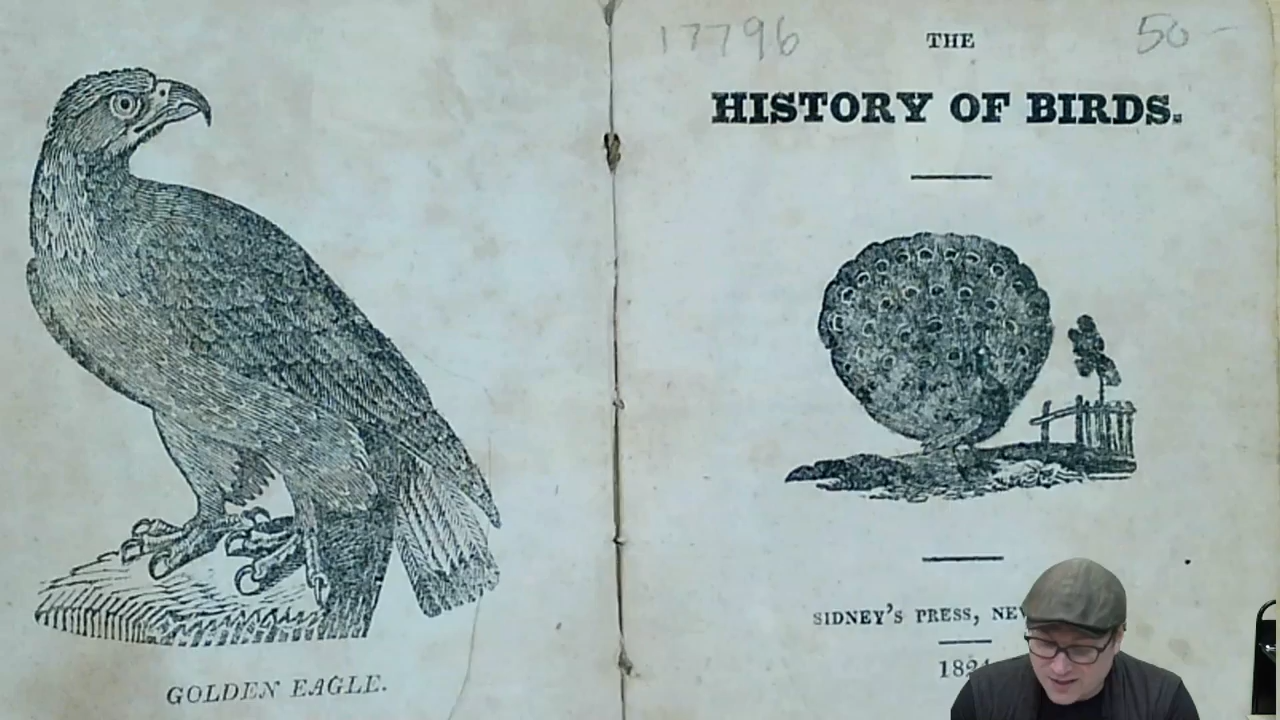 GOLDEN EAGLE.
17796
50-
THE
HISTORY OF BIRDS.
SIDNEY'S PRESS,